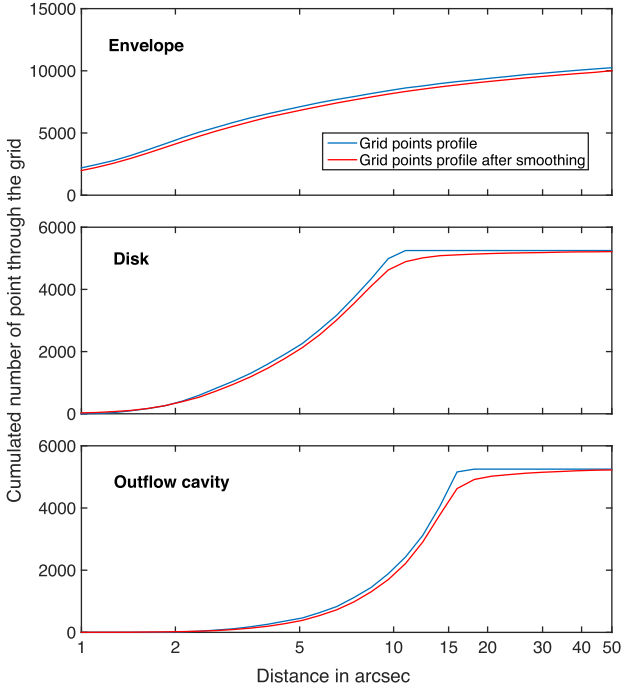 15000
10000
5000
0
Envelope
Grid points profile
Grid points profile after smoothing
6000
4000
2000
0
Disk
6000
4000
2000
0
Outflow cavity
1 2 5 10 15 20 30 40 50
Distance in arcsec
Cumulated number of point through the grid